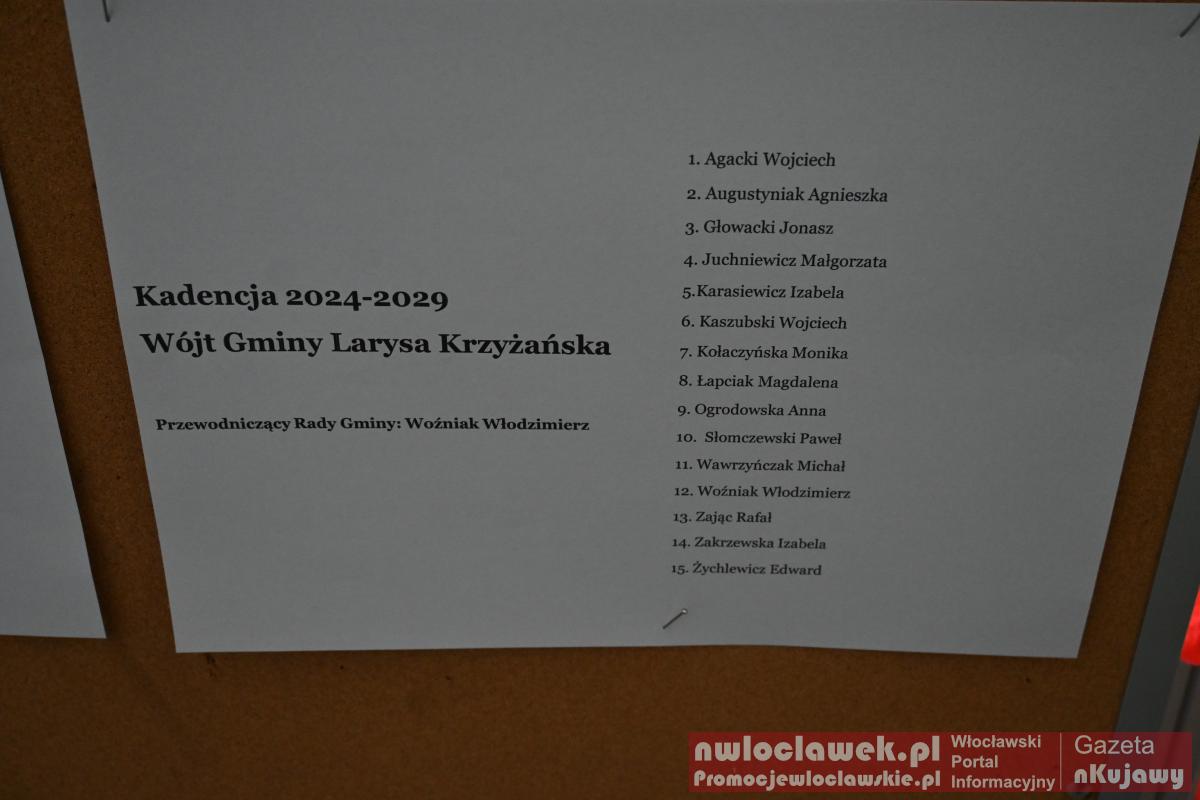 Kadencja 2024-2029
Wójt Gminy Larysa Krzyżańska
Przewodniczący Rady Gminy: Woźniak Włodzimierz
1. Agacki Wojciech
2. Augustyniak Agnieszka
3. Głowacki Jonasz
4. Juchniewicz Małgorzata
5.Karasiewicz Izabela
6. Kaszubski Wojciech
7. Kołaczyńska Monika
8. Łapciak Magdalena
9. Ogrodowska Anna
10. Słomczewski Paweł
11. Wawrzyńczak Michał
12. Woźniak Włodzimierz
13. Zając Rafał
14. Zakrzewska Izabela
15. Żychlewicz Edward
nwloclawek.pl
Promocjewloclawskie.pl
Włocławski
Portal
Informacyjny
Gazeta
nKujawy